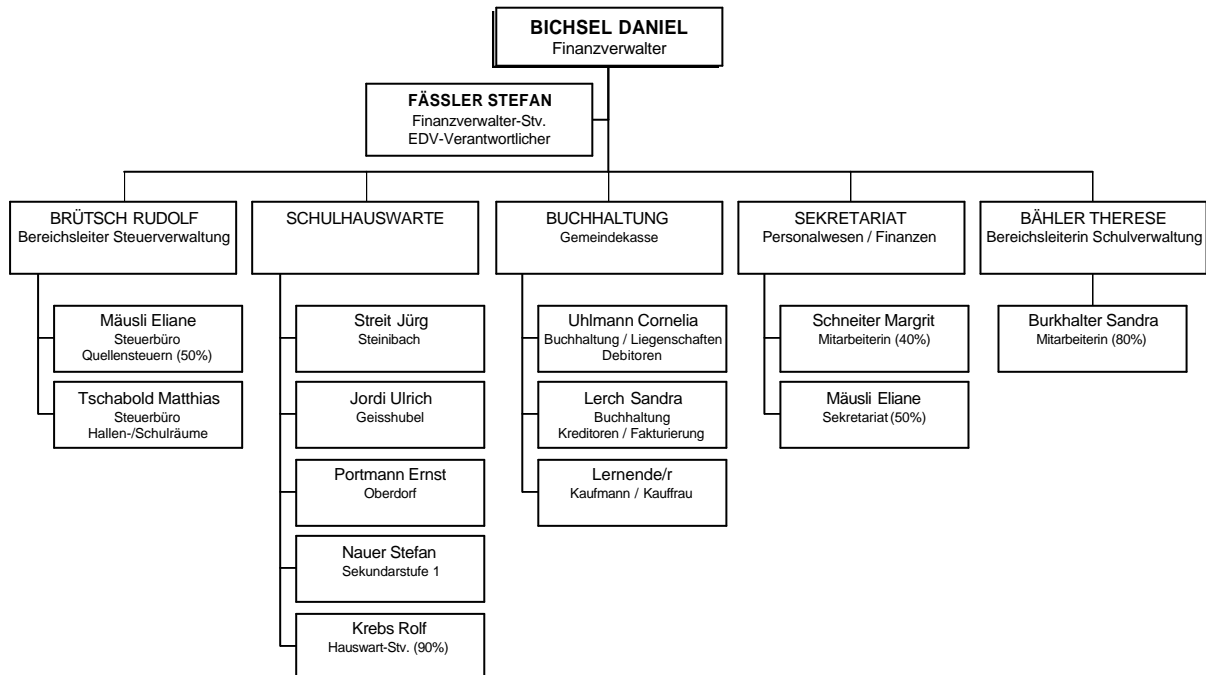 BICHSEL DANIEL
Finanzverwalter
FÄSSLER STEFAN
Finanzverwalter-Stv.
EDV-Verantwortlicher
BRÜTSCH RUDOLF
Bereichsleiter Steuerverwaltung
Mäusli Eliane
Steuerbüro
Quellensteuern (50%)
Tschabold Matthias
Steuerbüro
Hallen-/Schulräume
SCHULHAUSWARTE
Streit Jürg
Steinibach
Jordi Ulrich
Geisshubel
Portmann Ernst
Oberdorf
Nauer Stefan
Sekundarstufe 1
Krebs Rolf
Hauswart-Stv. (90%)
BUCHHALTUNG
Gemeindekasse
Uhlmann Cornelia
Buchhaltung / Liegenschaften
Debitoren
Lerch Sandra
Buchhaltung
Kreditoren / Fakturierung
Lernende/r
Kaufmann / Kauffrau
SEKRETARIAT
Personalwesen / Finanzen
Schneiter Margrit
Mitarbeiterin (40%)
Mäusli Eliane
Sekretariat (50%)
BÄHLER THERESE
Bereichsleiterin Schulverwaltung
Burkhalter Sandra
Mitarbeiterin (80%)